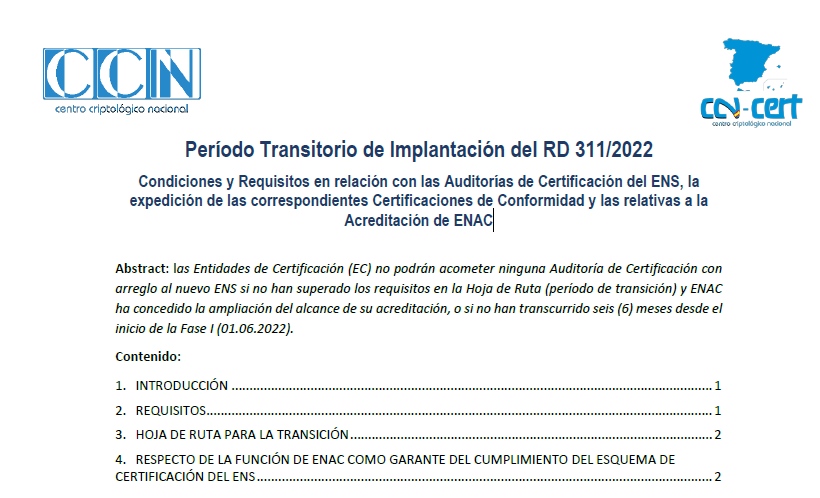 CCN
centro criptológico nacional
ccn-cert
centro criptológico nacional
Período Transitorio de Implantación del RD 311/2022
Condiciones y Requisitos en relación con las Auditorías de Certificación del ENS, la
expedición de las correspondientes Certificaciones de Conformidad y las relativas a la
Acreditación de ENAC
Abstract: las Entidades de Certificación (EC) no podrán acometer ninguna Auditoría de Certificación con
arreglo al nuevo ENS si no han superado los requisitos en la Hoja de Ruta (período de transición) y ENAC
ha concedido la ampliación del alcance de su acreditación, o si no han transcurrido seis (6) meses desde el
inicio de la Fase I (01.06.2022).
Contenido:
1. INTRODUCCIÓN ........ 1
2. REQUISITOS........ 1
3. HOJA DE RUTA PARA LA TRANSICIÓN........ 2
4. RESPECTO DE LA FUNCIÓN DE ENAC COMO GARANTE DEL CUMPLIMIENTO DEL ESQUEMA DE
CERTIFICACIÓN DEL ENS........ 2